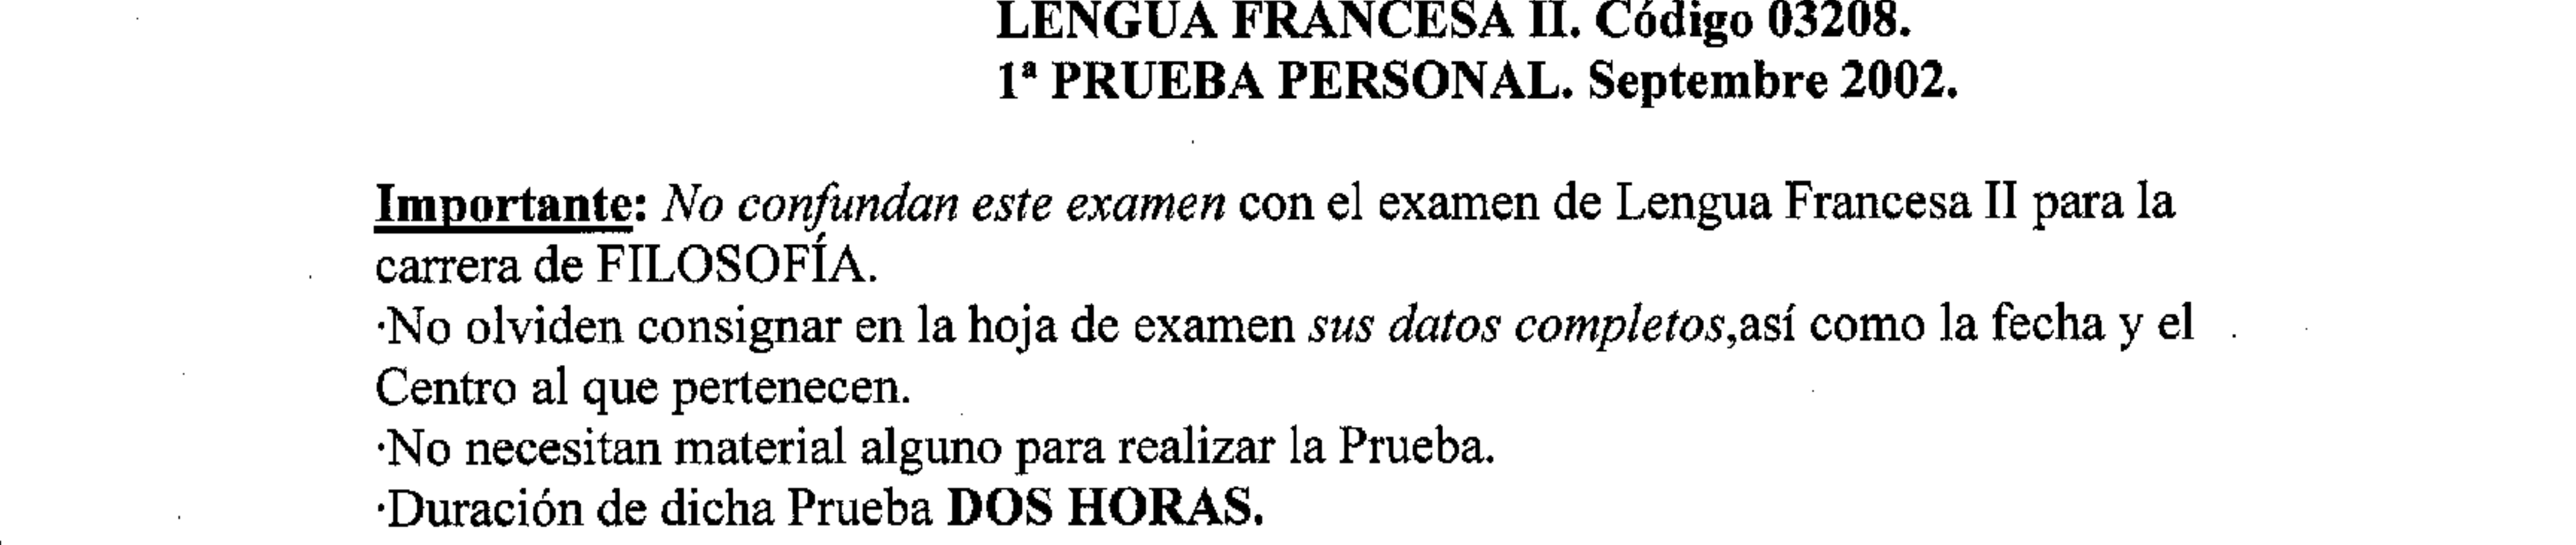 LENGUA FRANCESA II. Código 03208.
1ª PRUEBA PERSONAL. Septembre 2002.
Importante: No confundan este examen con el examen de Lengua Francesa II para la
carrera de FILOSOFÍA.
·No olviden consignar en la hoja de examen sus datos completos,así como la fecha y el
Centro al que pertenecen.
·No necesitan material alguno para realizar la Prueba.
·Duración de dicha Prueba DOS HORAS.